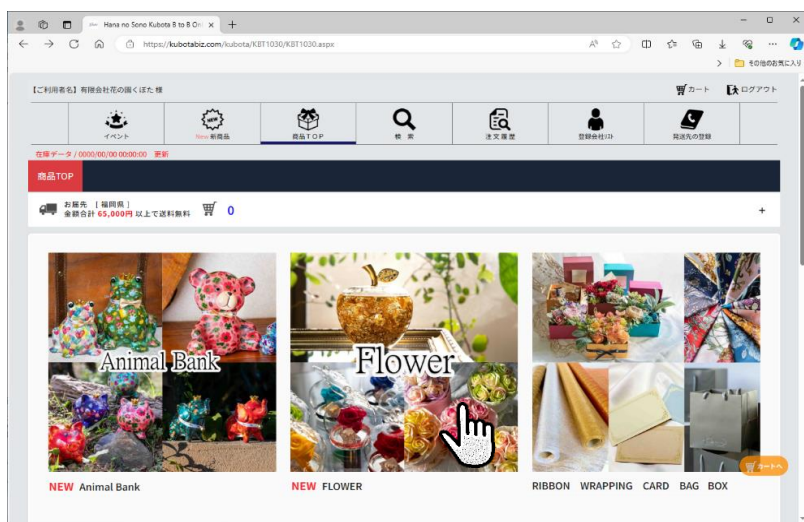 Hana no Sono Kubota B to B On
https://kubotabiz.com/kubota/KBT1030/KBT1030.aspx
その他のお気に入り
【ご利用者名】有限会社花の園くぼた 様
カート ログアウト
イベント
NEW
New 新商品
商品TOP
検 索
注文履歴
登録会社リスト
発送先の登録
在庫データ / 0000/00/00 00:00:00 更新
商品TOP
お届先 [ 福岡県 ]
金額合計 65,000円 以上で送料無料
0
+
Animal Bank
Flower
カートへ
NEW Animal Bank
NEW FLOWER
RIBBON WRAPPING CARD BAG BOX